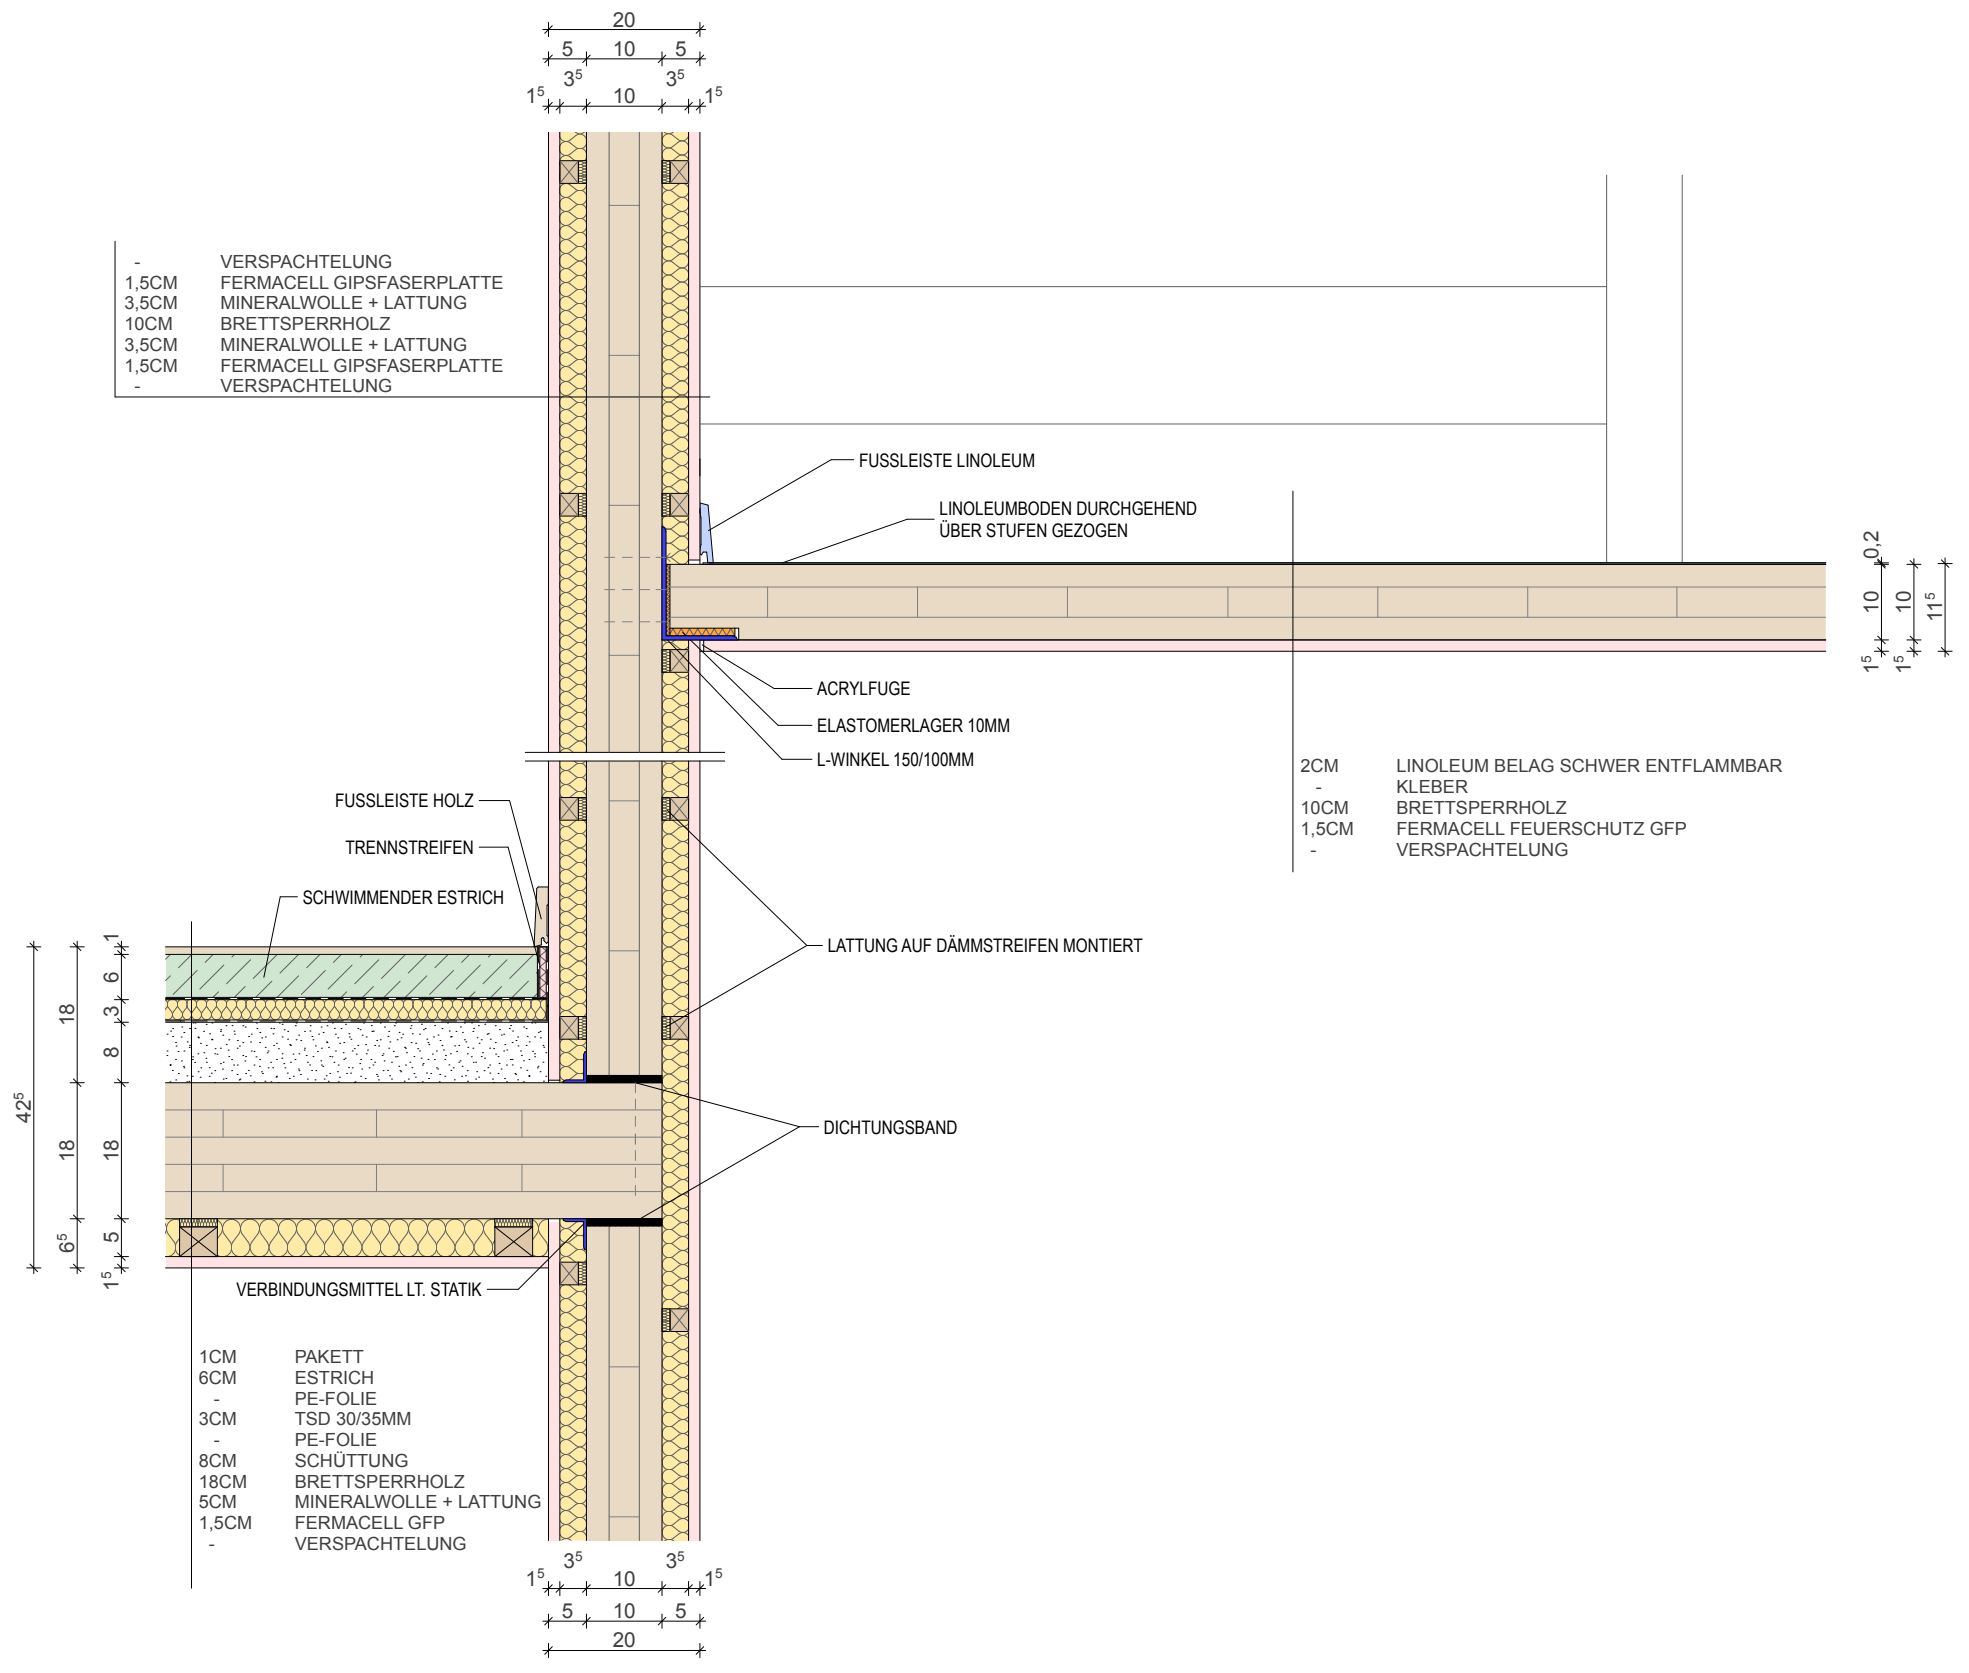 20
5 10 5
3⁵ 3⁵
1⁵ 10 1⁵
- VERSPACHTELUNG
1,5CM FERMACELL GIPSFASERPLATTE
3,5CM MINERALWOLLE + LATTUNG
10CM BRETTSPERRHOLZ
3,5CM MINERALWOLLE + LATTUNG
1,5CM FERMACELL GIPSFASERPLATTE
- VERSPACHTELUNG
FUSSLEISTE LINOLEUM
LINOLEUMBODEN DURCHGEHEND
ÜBER STUFEN GEZOGEN
0,2
10 10 11⁵
1⁵ 1⁵
ACRYLFUGE
ELASTOMERLAGER 10MM
L-WINKEL 150/100MM
2CM LINOLEUM BELAG SCHWER ENTFLAMMBAR
- KLEBER
10CM BRETTSPERRHOLZ
1,5CM FERMACELL FEUERSCHUTZ GFP
- VERSPACHTELUNG
FUSSLEISTE HOLZ
TRENNSTREIFEN
SCHWIMMENDER ESTRICH
LATTUNG AUF DÄMMSTREIFEN MONTIERT
DICHTUNGSBAND
42⁵
18
18
6⁵
1
6
3
8
18
5
1⁵
VERBINDUNGSMITTEL LT. STATIK
1CM PAKETT
6CM ESTRICH
- PE-FOLIE
3CM TSD 30/35MM
- PE-FOLIE
8CM SCHÜTTUNG
18CM BRETTSPERRHOLZ
5CM MINERALWOLLE + LATTUNG
1,5CM FERMACELL GFP
- VERSPACHTELUNG
3⁵ 3⁵
1⁵ 10 1⁵
5 10 5
20